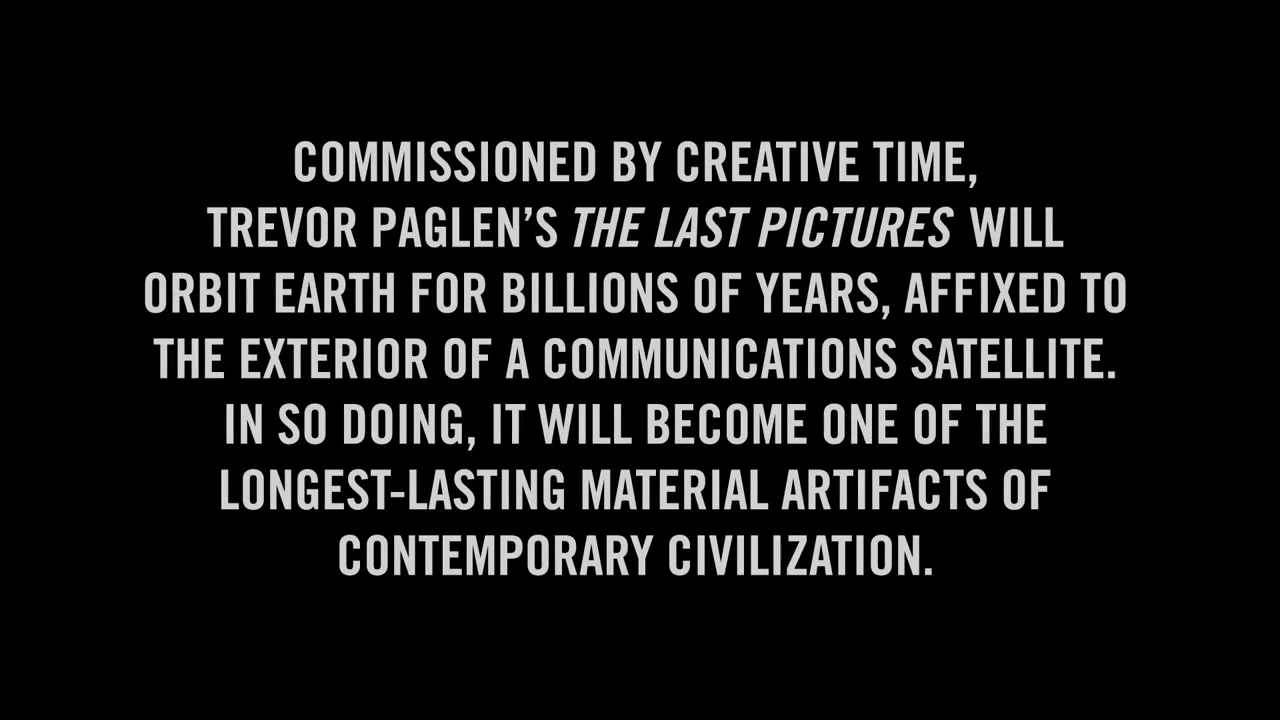 COMMISSIONED BY CREATIVE TIME,
TREVOR PAGLEN’S THE LAST PICTURES WILL
ORBIT EARTH FOR BILLIONS OF YEARS, AFFIXED TO
THE EXTERIOR OF A COMMUNICATIONS SATELLITE.
IN SO DOING, IT WILL BECOME ONE OF THE
LONGEST-LASTING MATERIAL ARTIFACTS OF
CONTEMPORARY CIVILIZATION.